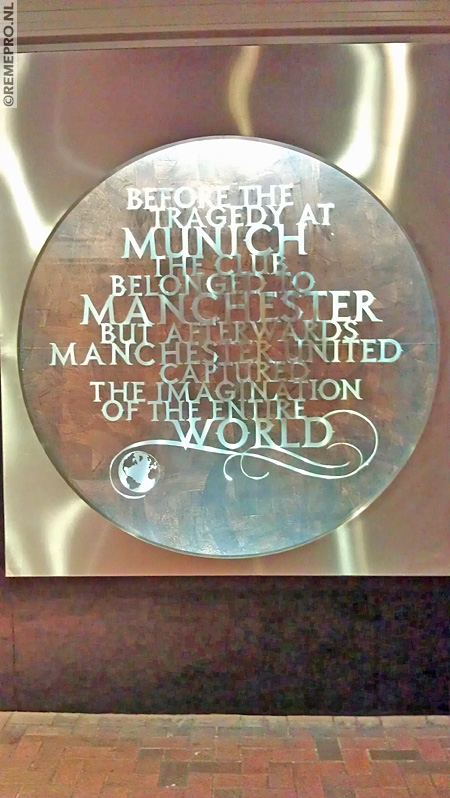 ©REMEPRO.NL
BEFORE THE
TRAGEDY AT
MUNICH
THE CLUB
BELONGED TO
MANCHESTER
BUT AFTERWARDS
MANCHESTER UNITED
CAPTURED
THE IMAGINATION
OF THE ENTIRE
WORLD